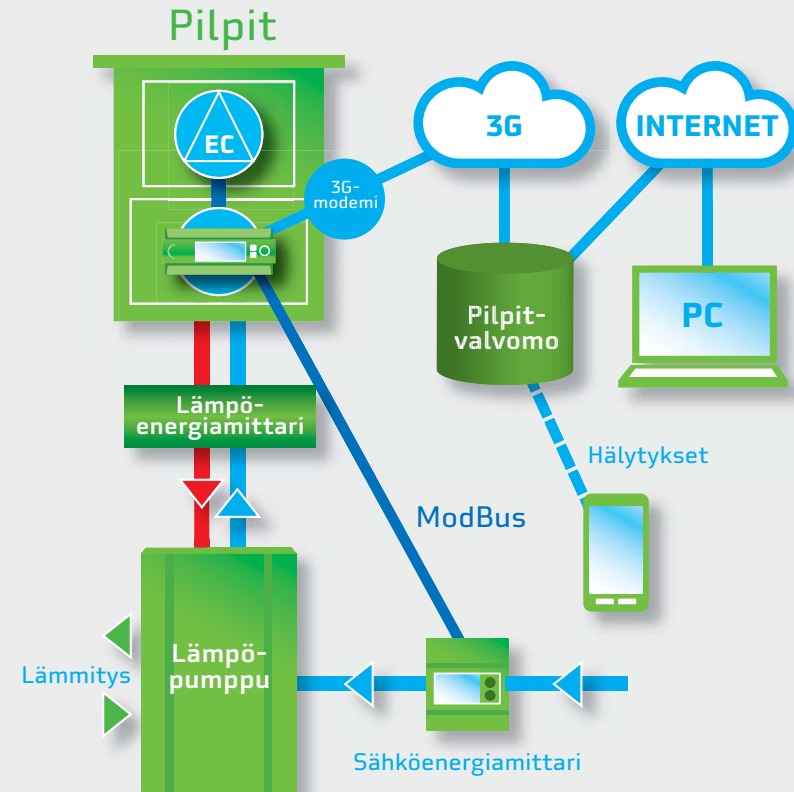 Pilpit
EC
3G-
modemi
3G
INTERNET
Pilpit-
valvomo
PC
Lämpö-
energiamittari
Hälytykset
ModBus
Lämpö-
pumppu
Lämmitys
Sähköenergiamittari